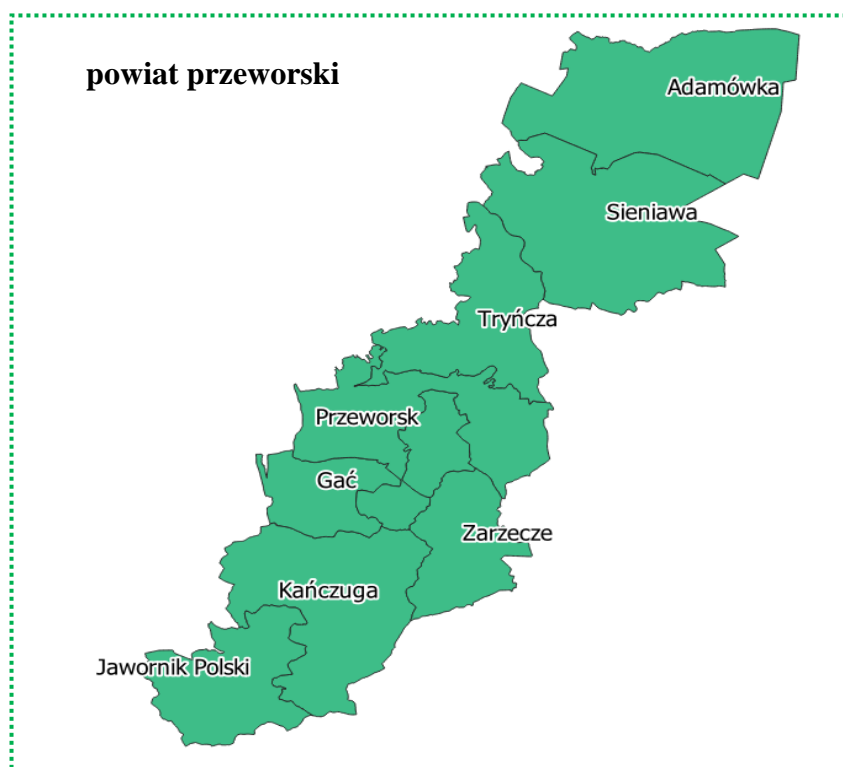 powiat przeworski
Adamówka
Sieniawa
Tryńcza
Przeworsk
Gać
Zarzecze
Kańczuga
Jawornik Polski